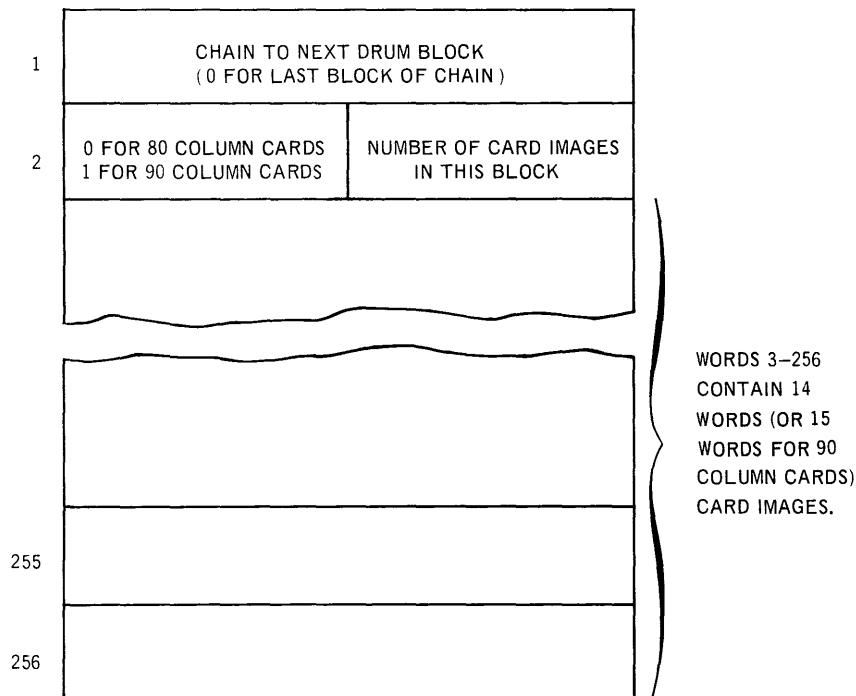 1
CHAIN TO NEXT DRUM BLOCK
(0 FOR LAST BLOCK OF CHAIN)
2
0 FOR 80 COLUMN CARDS
1 FOR 90 COLUMN CARDS
NUMBER OF CARD IMAGES
IN THIS BLOCK
WORDS 3–256
CONTAIN 14
WORDS (OR 15
WORDS FOR 90
COLUMN CARDS)
CARD IMAGES.
255
256